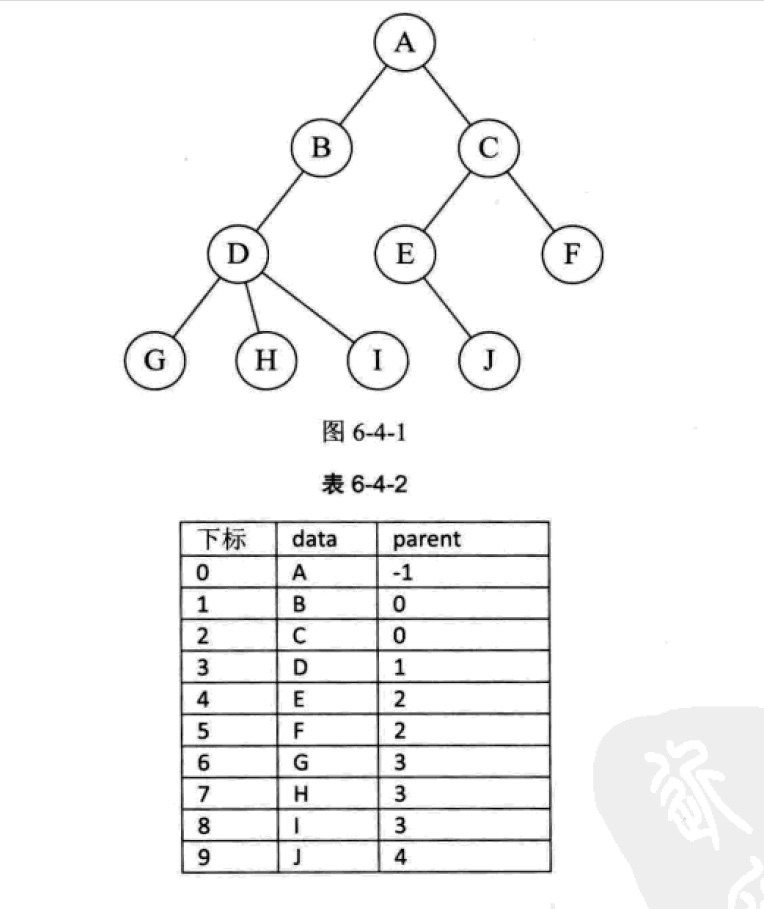 A
B C
D E F
G H I J
图 6-4-1
表 6-4-2
下标 data parent
0 A -1
1 B 0
2 C 0
3 D 1
4 E 2
5 F 2
6 G 3
7 H 3
8 I 3
9 J 4